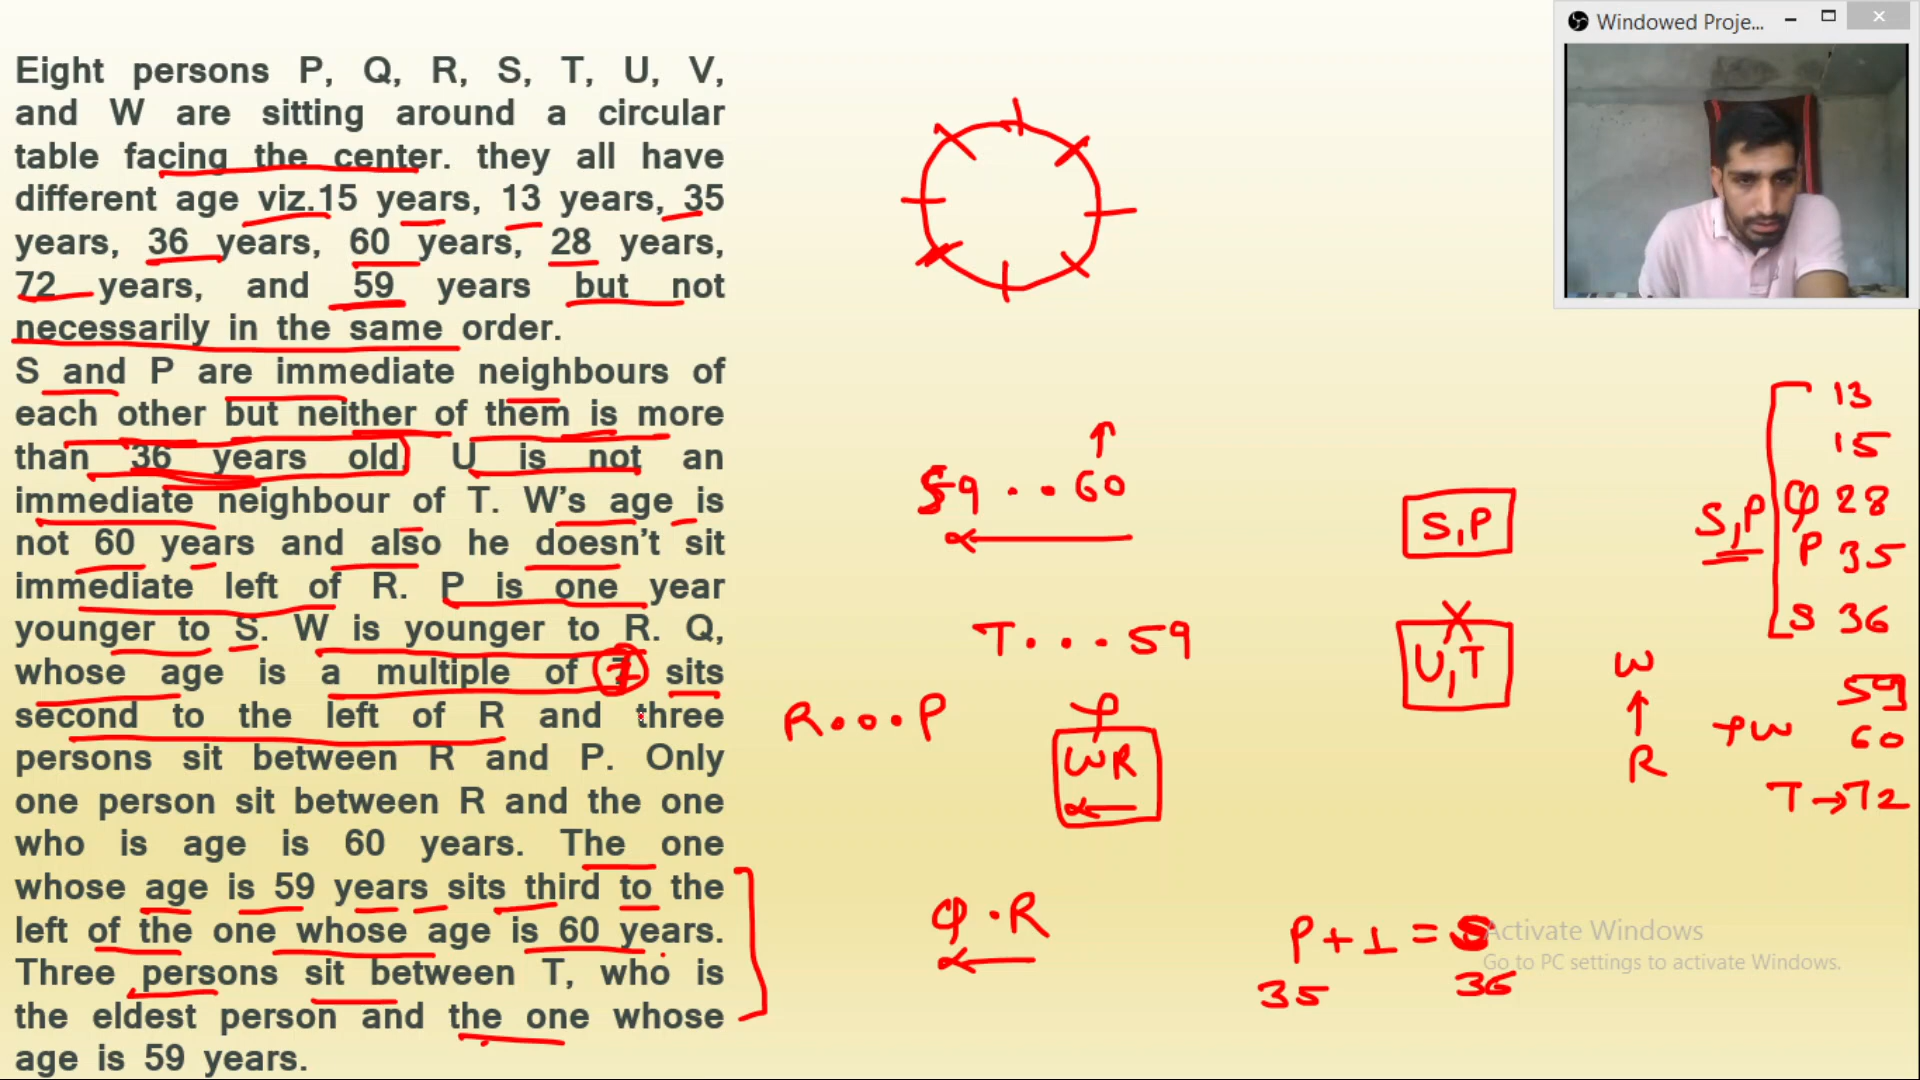 Windowed Proje...
Eight persons P, Q, R, S, T, U, V,
and W are sitting around a circular
table facing the center. they all have
different age viz.15 years, 13 years, 35
years, 36 years, 60 years, 28 years,
72 years, and 59 years but not
necessarily in the same order.
S and P are immediate neighbours of
each other but neither of them is more
than 36 years old. U is not an
immediate neighbour of T. W's age is
not 60 years and also he doesn't sit
immediate left of R. P is one year
younger to S. W is younger to R. Q,
whose age is a multiple of 7 sits
second to the left of R and three
persons sit between R and P. Only
one person sit between R and the one
who is age is 60 years. The one
whose age is 59 years sits third to the
left of the one whose age is 60 years.
Three persons sit between T, who is
the eldest person and the one whose
age is 59 years.
59 . . 60
T . . . 59
R . . . P
WR
Q . R
S,P
U,T
W
R
P + 1 = S
35 36
S,P
13
15
Q 28
P 35
S 36
59
W 60
T → 72
Activate Windows
Go to PC settings to activate Windows.